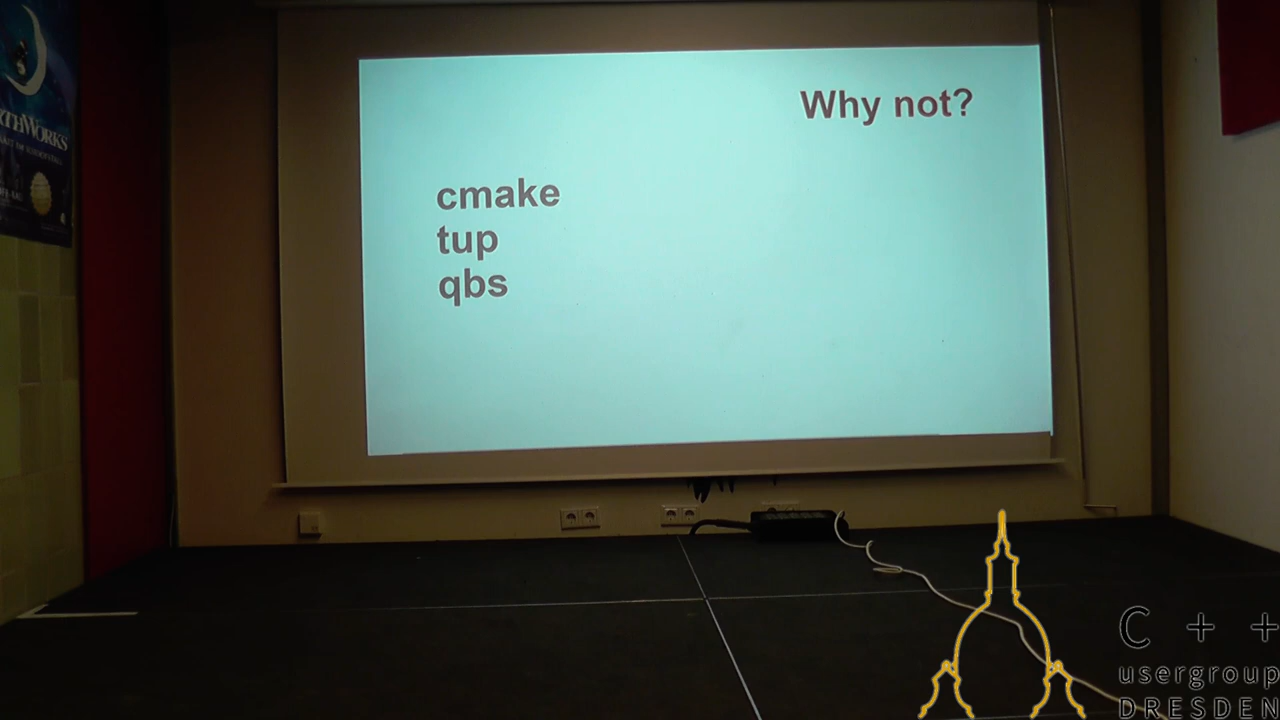 Why not?
cmake
tup
qbs
C + +
usergroup
DRESDEN